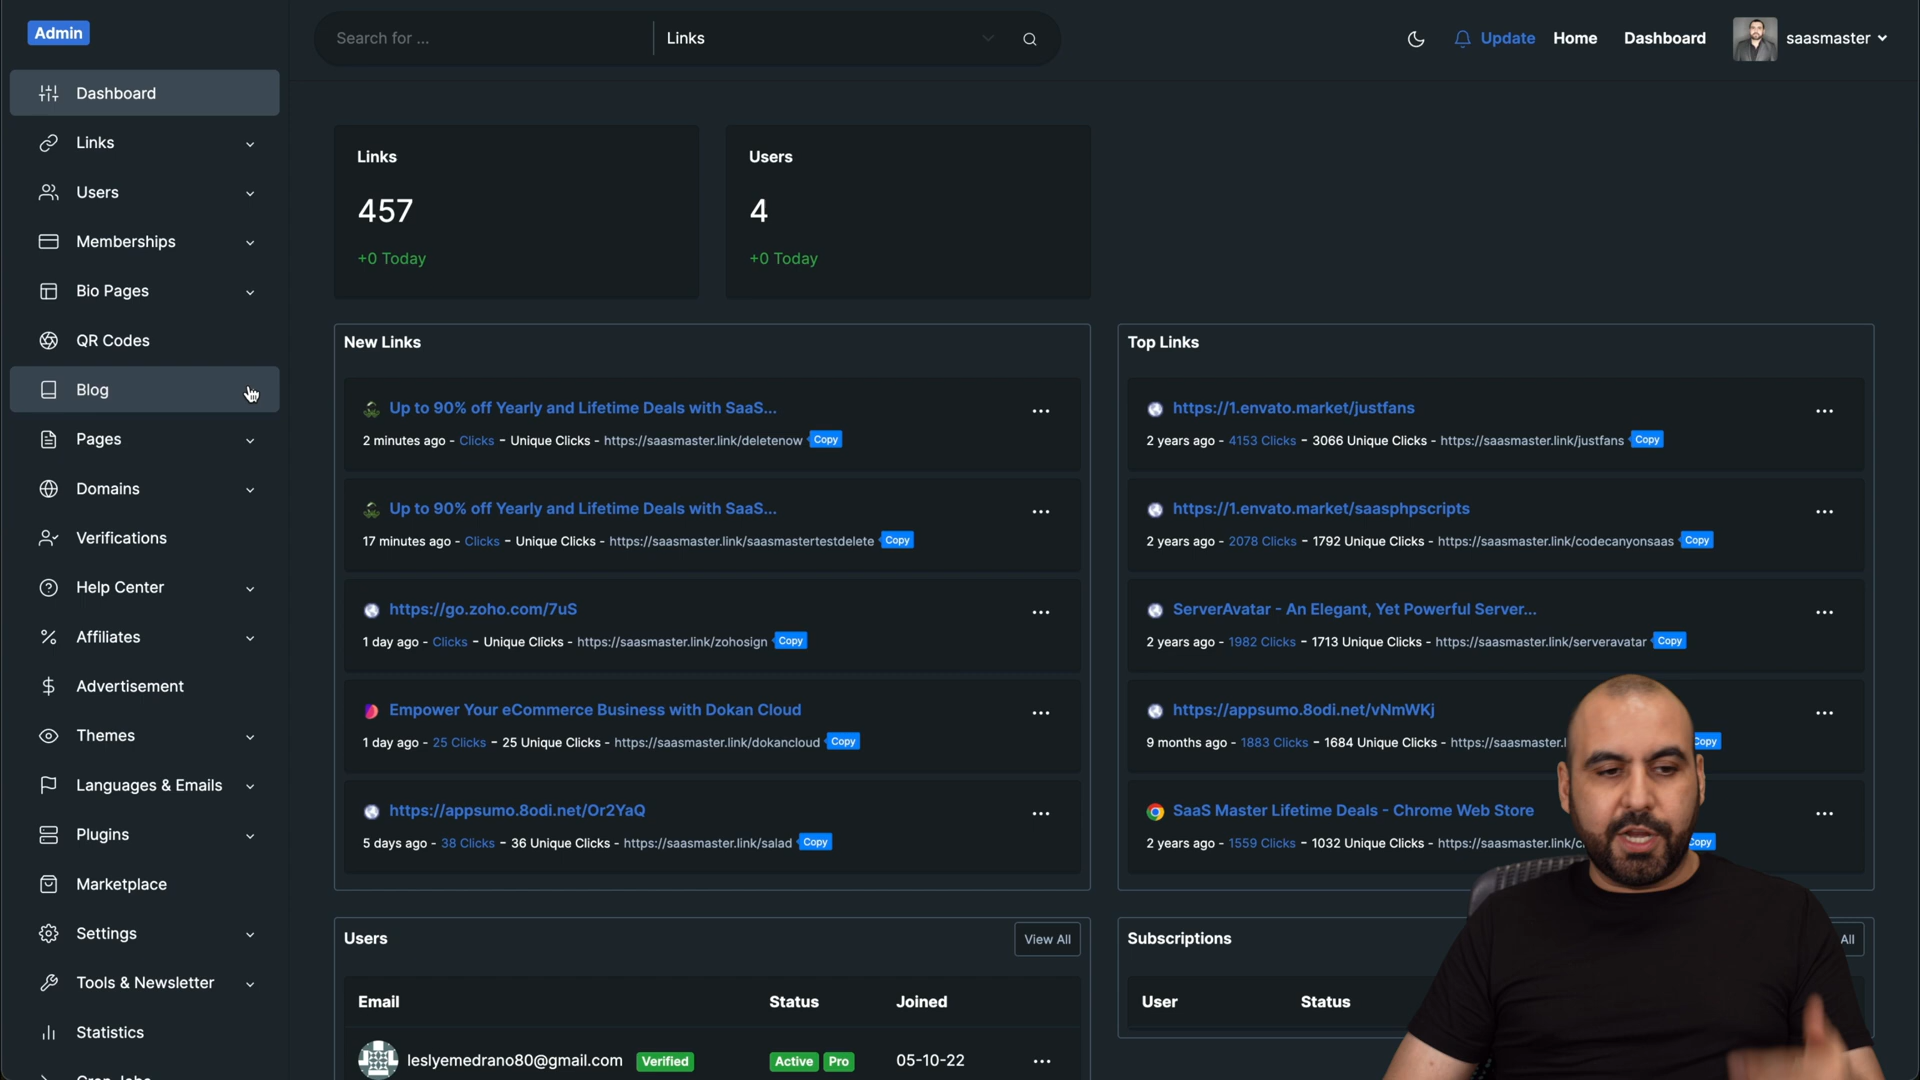 Admin
Search for ...
Links
Update
Home
Dashboard
saasmaster
Dashboard
Links
Users
Memberships
Bio Pages
QR Codes
Blog
Pages
Domains
Verifications
Help Center
Affiliates
Advertisement
Themes
Languages & Emails
Plugins
Marketplace
Settings
Tools & Newsletter
Statistics
Links
457
+0 Today
Users
4
+0 Today
New Links
Up to 90% off Yearly and Lifetime Deals with SaaS...
2 minutes ago - Clicks - Unique Clicks - https://saasmaster.link/deletenow Copy
Up to 90% off Yearly and Lifetime Deals with SaaS...
17 minutes ago - Clicks - Unique Clicks - https://saasmaster.link/saasmastertestdelete Copy
https://go.zoho.com/7uS
1 day ago - Clicks - Unique Clicks - https://saasmaster.link/zohosign Copy
Empower Your eCommerce Business with Dokan Cloud
1 day ago - 25 Clicks - 25 Unique Clicks - https://saasmaster.link/dokancloud Copy
https://appsumo.8odi.net/Or2YaQ
5 days ago - 38 Clicks - 36 Unique Clicks - https://saasmaster.link/salad Copy
Top Links
https://1.envato.market/justfans
2 years ago - 4153 Clicks - 3066 Unique Clicks - https://saasmaster.link/justfans Copy
https://1.envato.market/saasphpscripts
2 years ago - 2078 Clicks - 1792 Unique Clicks - https://saasmaster.link/codecanyonsaas Copy
ServerAvatar - An Elegant, Yet Powerful Server...
2 years ago - 1982 Clicks - 1713 Unique Clicks - https://saasmaster.link/serveravatar Copy
https://appsumo.8odi.net/vNmWKj
9 months ago - 1883 Clicks - 1684 Unique Clicks - https://saasmaster. Copy
SaaS Master Lifetime Deals - Chrome Web Store
2 years ago - 1559 Clicks - 1032 Unique Clicks - https://saasmaster.link/ Copy
Users
View All
Email Status Joined
leslyemedrano80@gmail.com Verified Active Pro 05-10-22
Subscriptions
All
User Status